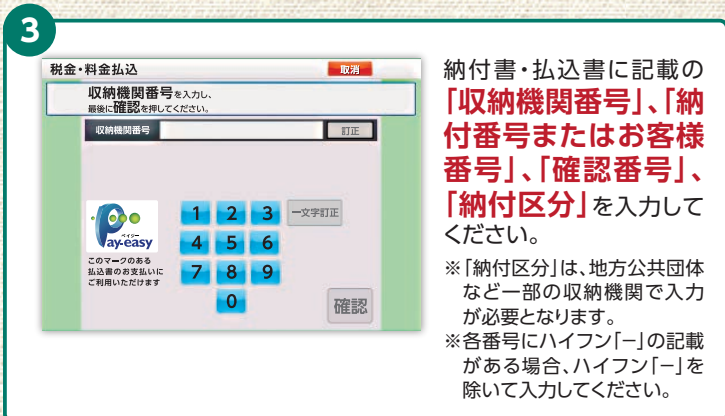 3
税金・料金払込
取消
収納機関番号を入力し、
最後に確認を押してください。
収納機関番号
訂正
1 2 3 一文字訂正
4 5 6
7 8 9
0
確認
ペイジー
Pay-easy
このマークのある
払込書のお支払いに
ご利用いただけます
納付書・払込書に記載の
「収納機関番号」、「納
付番号またはお客様
番号」、「確認番号」、
「納付区分」を入力して
ください。
※「納付区分」は、地方公共団体
など一部の収納機関で入力
が必要となります。
※各番号にハイフン「−」の記載
がある場合、ハイフン「−」を
除いて入力してください。